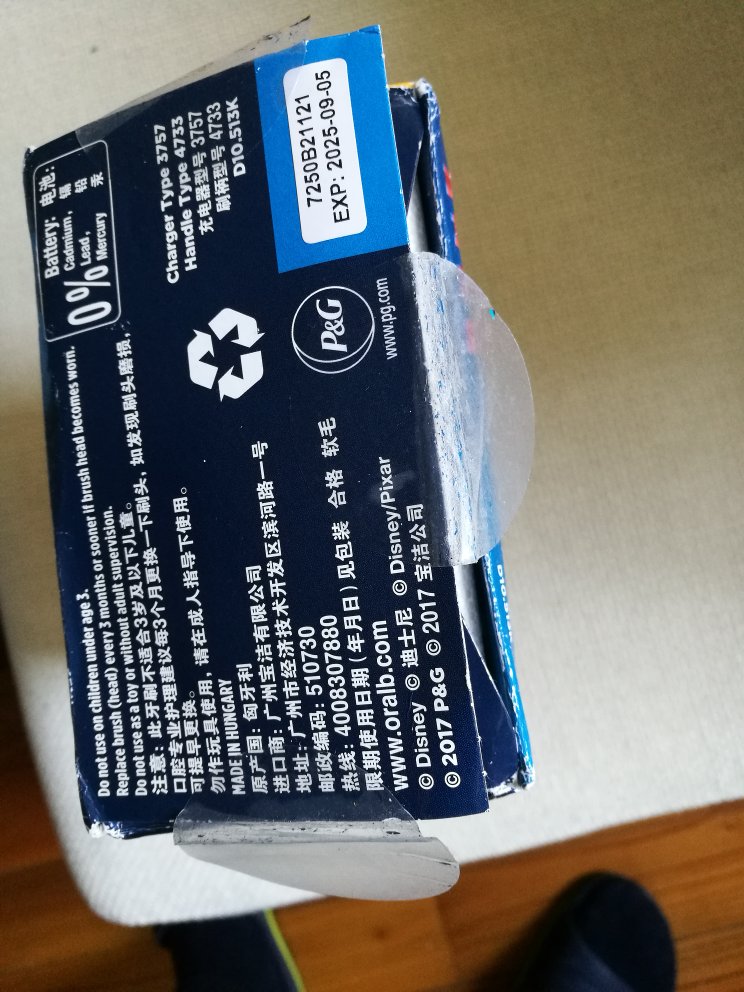 Do not use on children under age 3.
Replace brush (head) every 3 months or sooner if brush head becomes worn.
Do not use as a toy or without adult supervision.
注意：此牙刷不适合3岁及以下儿童。
口腔专业护理建议每3个月更换一下刷头，如发现刷头磨损，
可提早更换。
勿作玩具使用，请在成人指导下使用。
MADE IN HUNGARY
原产国：匈牙利
进口商：广州宝洁有限公司
地址：广州市经济技术开发区滨河路一号
邮政编码：510730
热线：4008307880
限期使用日期（年月日）见包装 合格 软毛
www.oralb.com
© Disney © 迪士尼 © Disney/Pixar
© 2017 P&G © 2017 宝洁公司
0%
Battery: 电池：
Cadmium, 镉
Lead, 铅
Mercury 汞
Charger Type 3757
Handle Type 4733
充电器型号 3757
刷柄型号 4733
D10.513K
7250B21121
EXP: 2025-09-05
P&G
www.pg.com